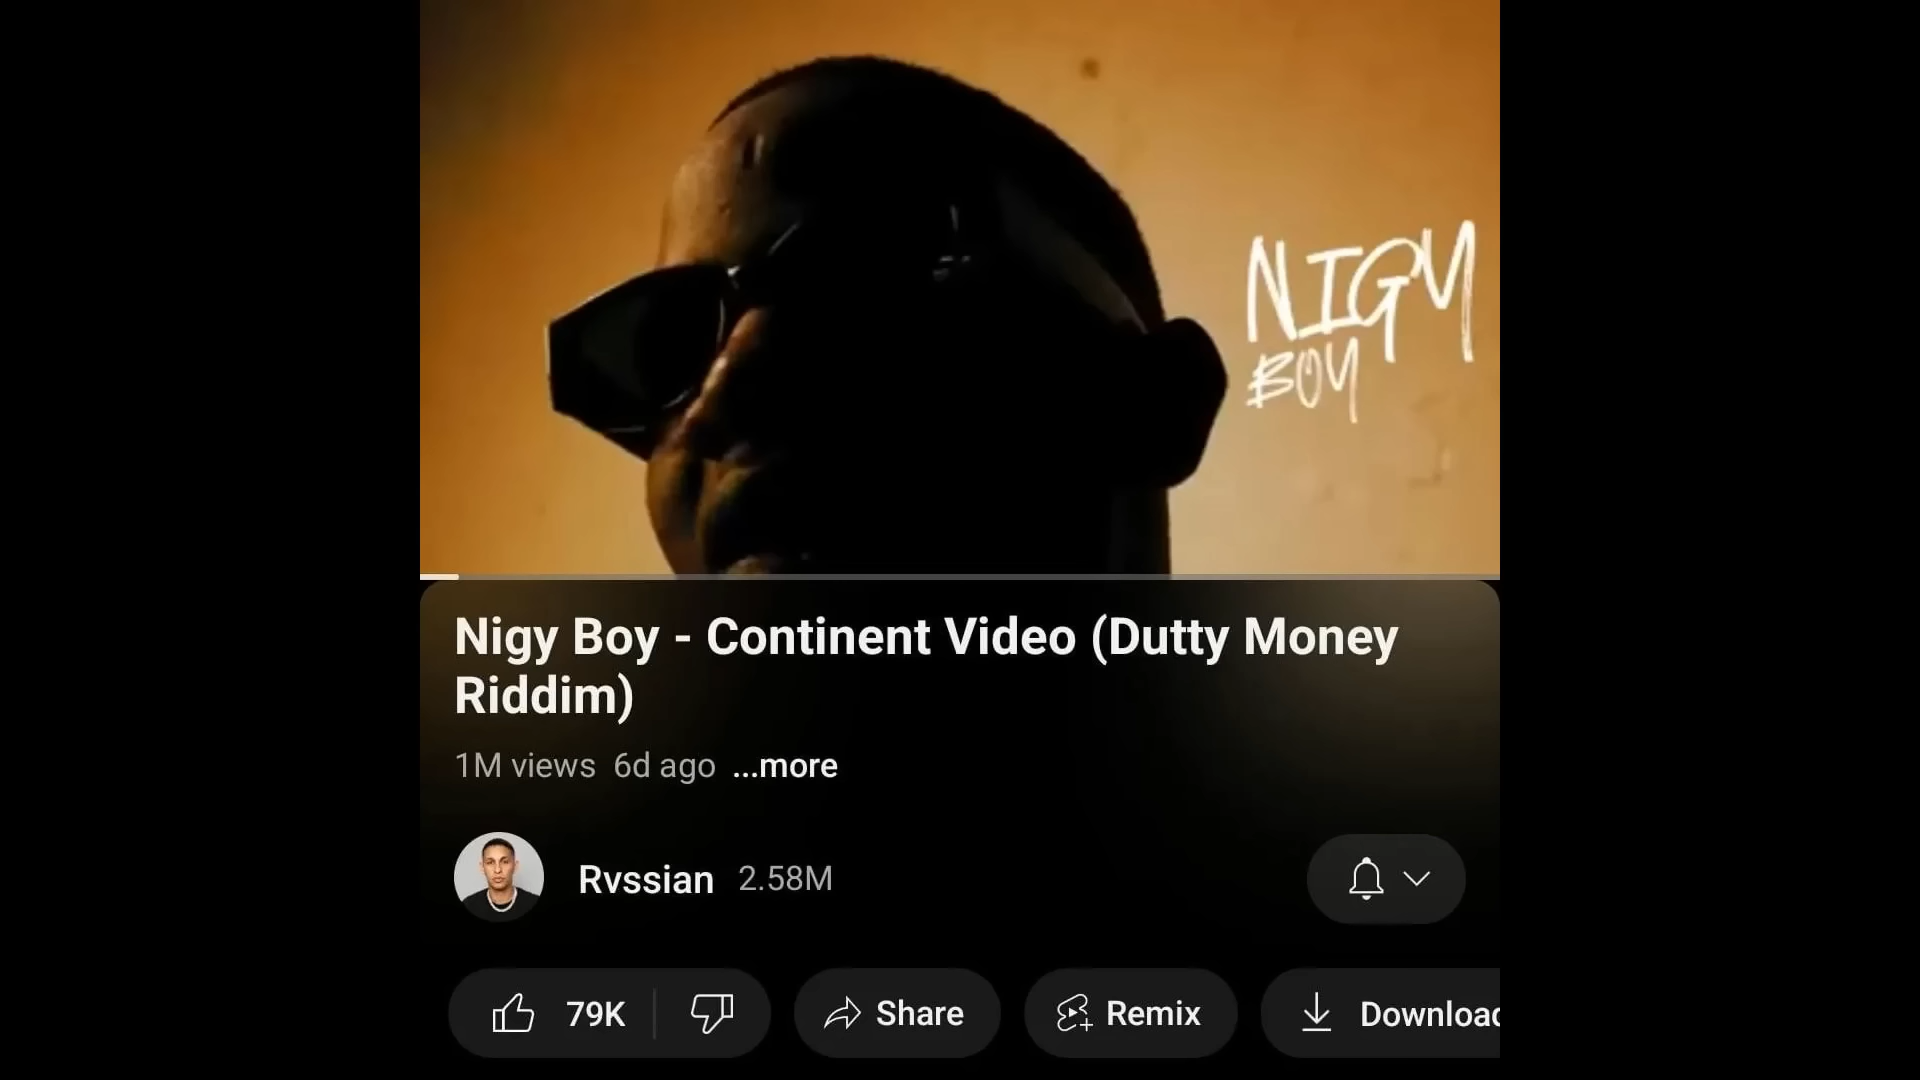 NIGY
BOY
Nigy Boy - Continent Video (Dutty Money
Riddim)
1M views 6d ago ...more
Rvssian 2.58M
79K Share Remix Download